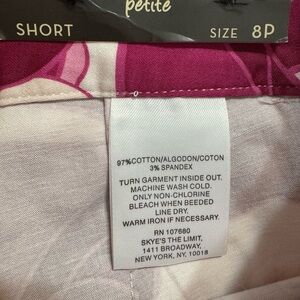 petite
SHORT
SIZE 8P
97%COTTON/ALGODON/COTON
3% SPANDEX
TURN GARMENT INSIDE OUT.
MACHINE WASH COLD.
ONLY NON-CHLORINE
BLEACH WHEN BEEDED
LINE DRY.
WARM IRON IF NECESSARY.
RN 107680
SKYE'S THE LIMIT,
1411 BROADWAY,
NEW YORK, NY, 10018